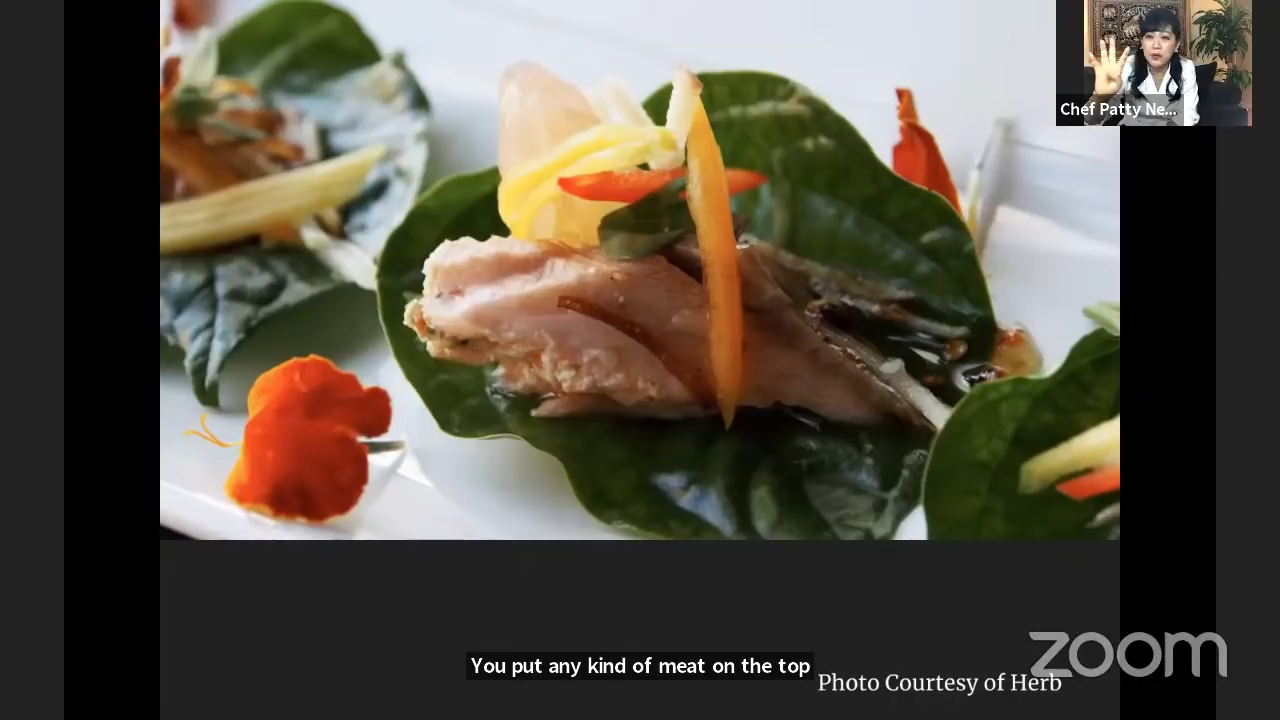 Chef Patty Ne...
You put any kind of meat on the top
Photo Courtesy of Herb
zoom